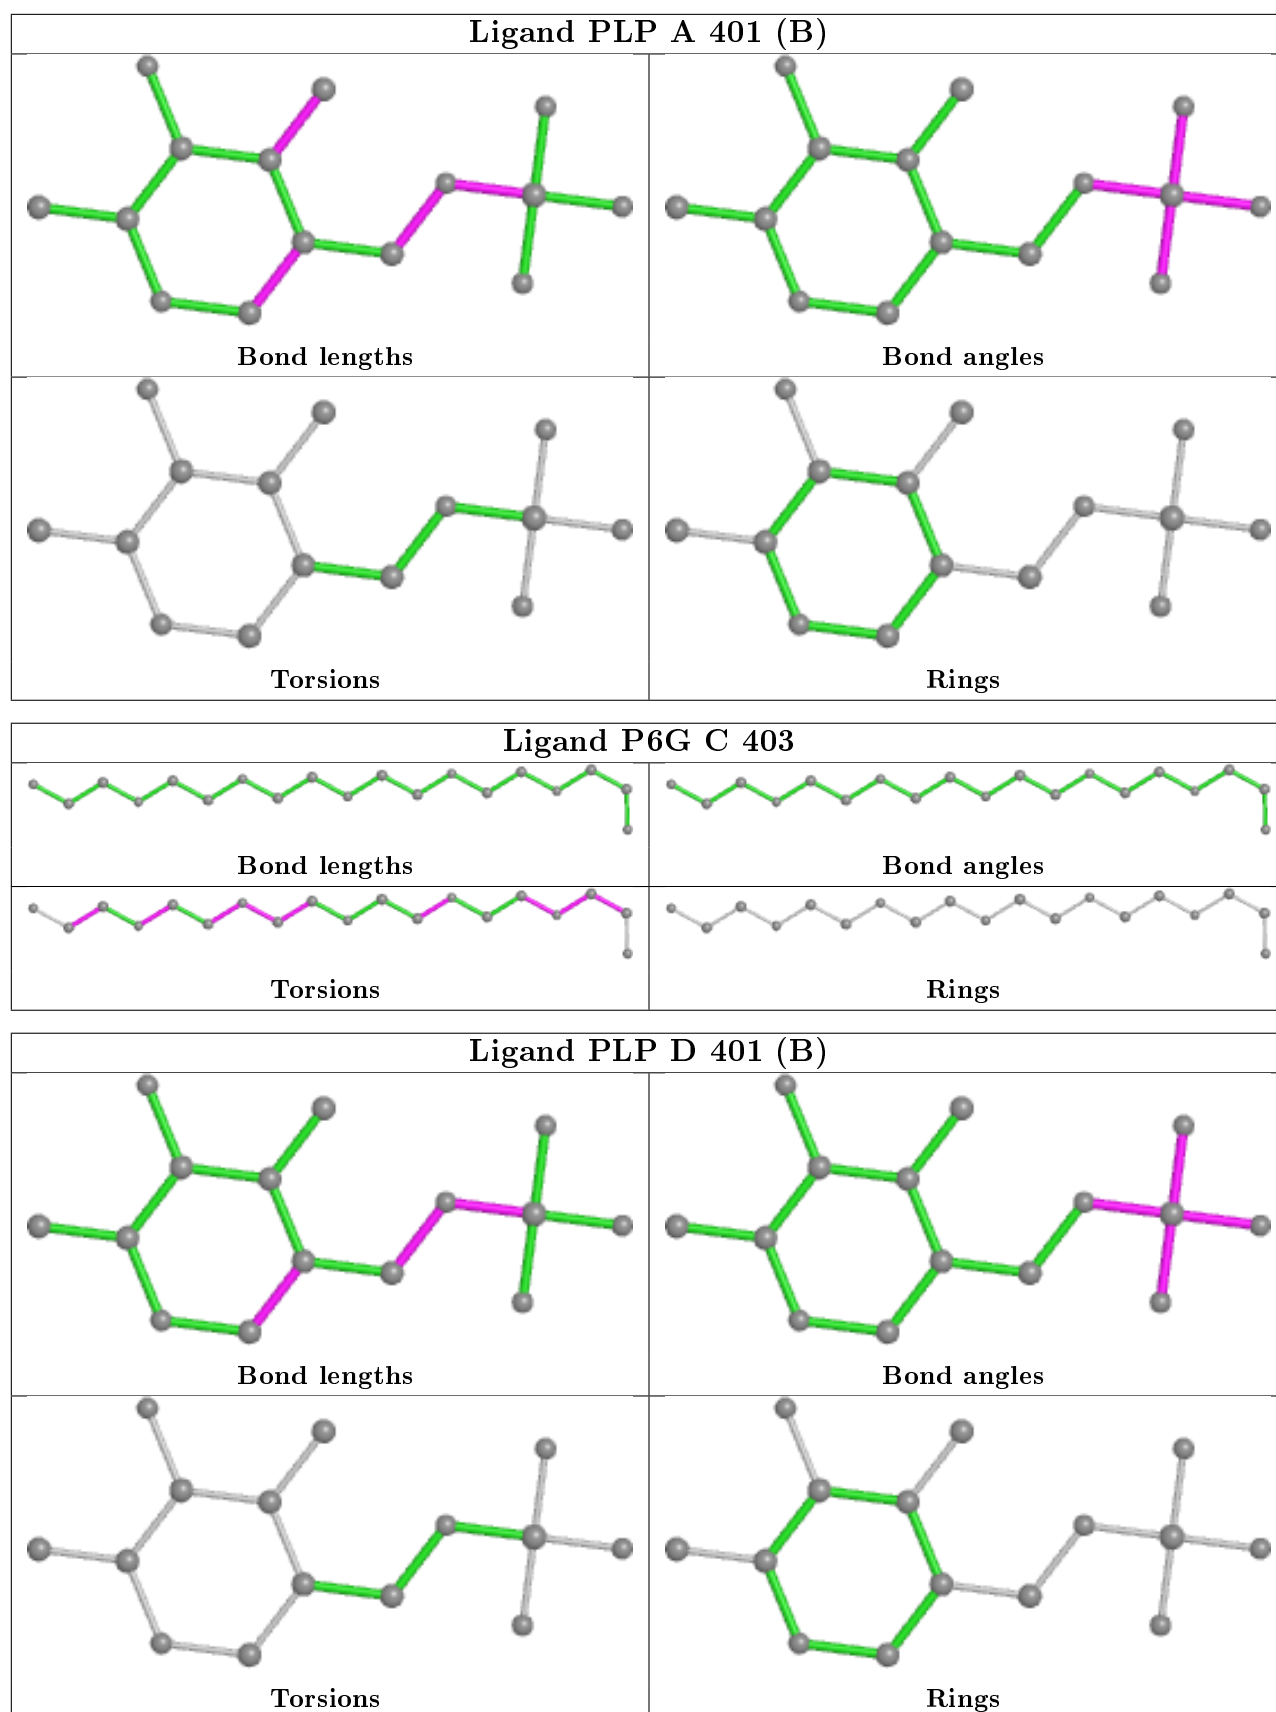 Ligand PLP A 401 (B)
Bond lengths
Bond angles
Torsions
Rings
Ligand P6G C 403
Bond lengths
Bond angles
Torsions
Rings
Ligand PLP D 401 (B)
Bond lengths
Bond angles
Torsions
Rings